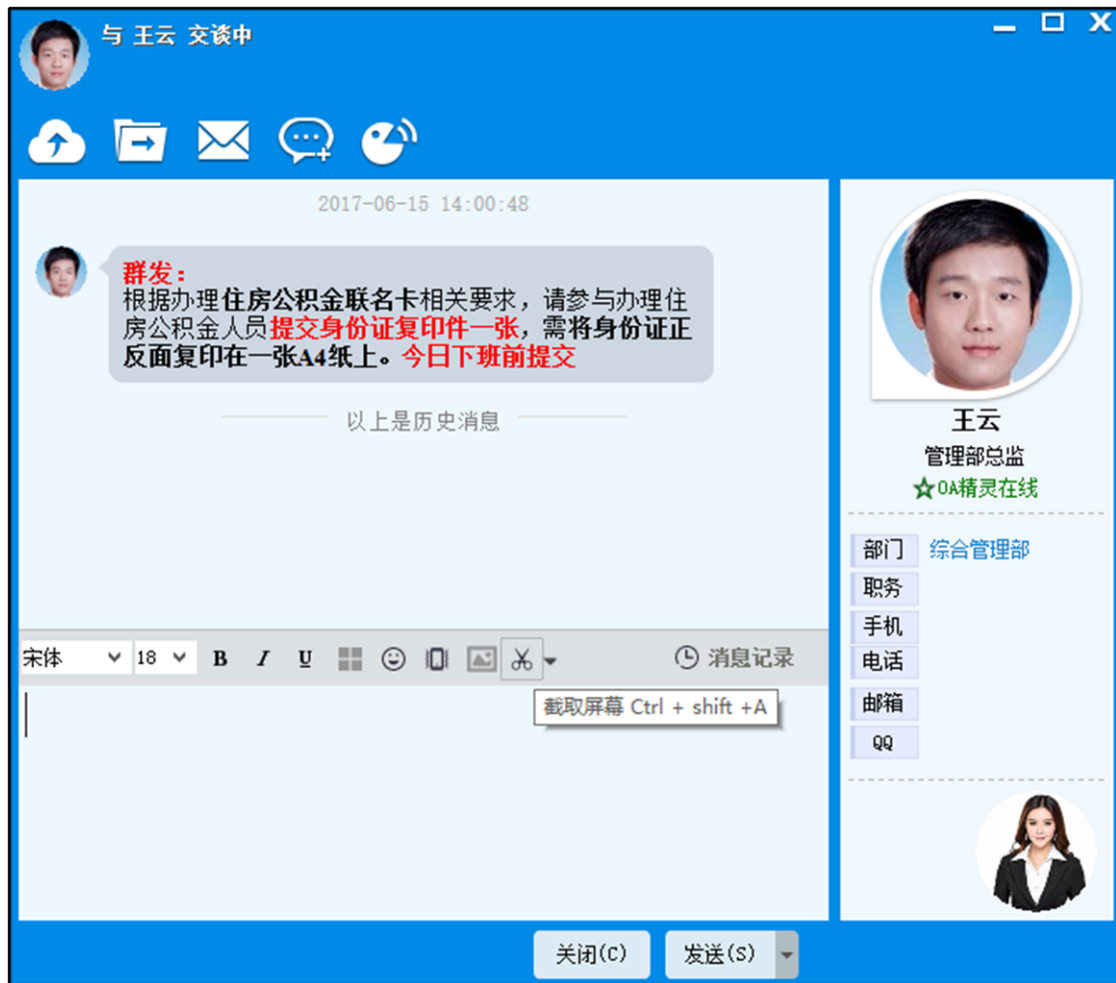 与 王云 交谈中
2017-06-15 14:00:48
群发：
根据办理住房公积金联名卡相关要求，请参与办理住
房公积金人员提交身份证复印件一张，需将身份证正
反面复印在一张A4纸上。今日下班前提交
以上是历史消息
王云
管理部总监
OA精灵在线
部门 综合管理部
职务
手机
电话
邮箱
QQ
宋体 18 B I U 消息记录
截取屏幕 Ctrl + shift +A
关闭(C) 发送(S)